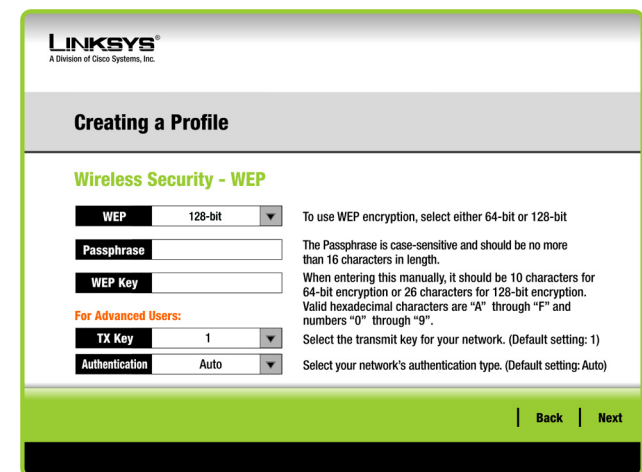 LINKSYS®
A Division of Cisco Systems, Inc.
Creating a Profile
Wireless Security - WEP
WEP 128-bit To use WEP encryption, select either 64-bit or 128-bit
Passphrase The Passphrase is case-sensitive and should be no more
than 16 characters in length.
WEP Key When entering this manually, it should be 10 characters for
64-bit encryption or 26 characters for 128-bit encryption.
Valid hexadecimal characters are “A” through “F” and
numbers “0” through “9”.
For Advanced Users:
TX Key 1 Select the transmit key for your network. (Default setting: 1)
Authentication Auto Select your network’s authentication type. (Default setting: Auto)
Back Next